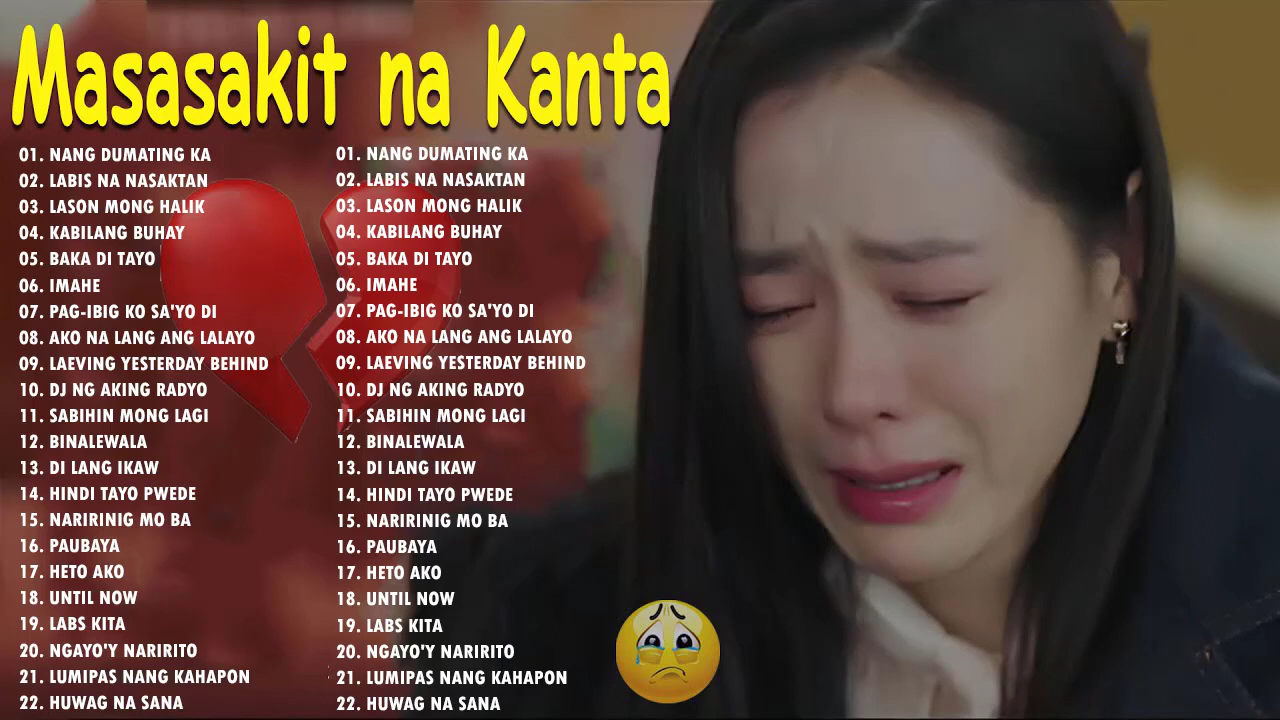 Masasakit na Kanta
01. NANG DUMATING KA
02. LABIS NA NASAKTAN
03. LASON MONG HALIK
04. KABILANG BUHAY
05. BAKA DI TAYO
06. IMAHE
07. PAG-IBIG KO SA'YO DI
08. AKO NA LANG ANG LALAYO
09. LAEVING YESTERDAY BEHIND
10. DJ NG AKING RADYO
11. SABIHIN MONG LAGI
12. BINALEWALA
13. DI LANG IKAW
14. HINDI TAYO PWEDE
15. NARIRINIG MO BA
16. PAUBAYA
17. HETO AKO
18. UNTIL NOW
19. LABS KITA
20. NGAYO'Y NARIRITO
21. LUMIPAS NANG KAHAPON
22. HUWAG NA SANA
01. NANG DUMATING KA
02. LABIS NA NASAKTAN
03. LASON MONG HALIK
04. KABILANG BUHAY
05. BAKA DI TAYO
06. IMAHE
07. PAG-IBIG KO SA'YO DI
08. AKO NA LANG ANG LALAYO
09. LAEVING YESTERDAY BEHIND
10. DJ NG AKING RADYO
11. SABIHIN MONG LAGI
12. BINALEWALA
13. DI LANG IKAW
14. HINDI TAYO PWEDE
15. NARIRINIG MO BA
16. PAUBAYA
17. HETO AKO
18. UNTIL NOW
19. LABS KITA
20. NGAYO'Y NARIRITO
21. LUMIPAS NANG KAHAPON
22. HUWAG NA SANA